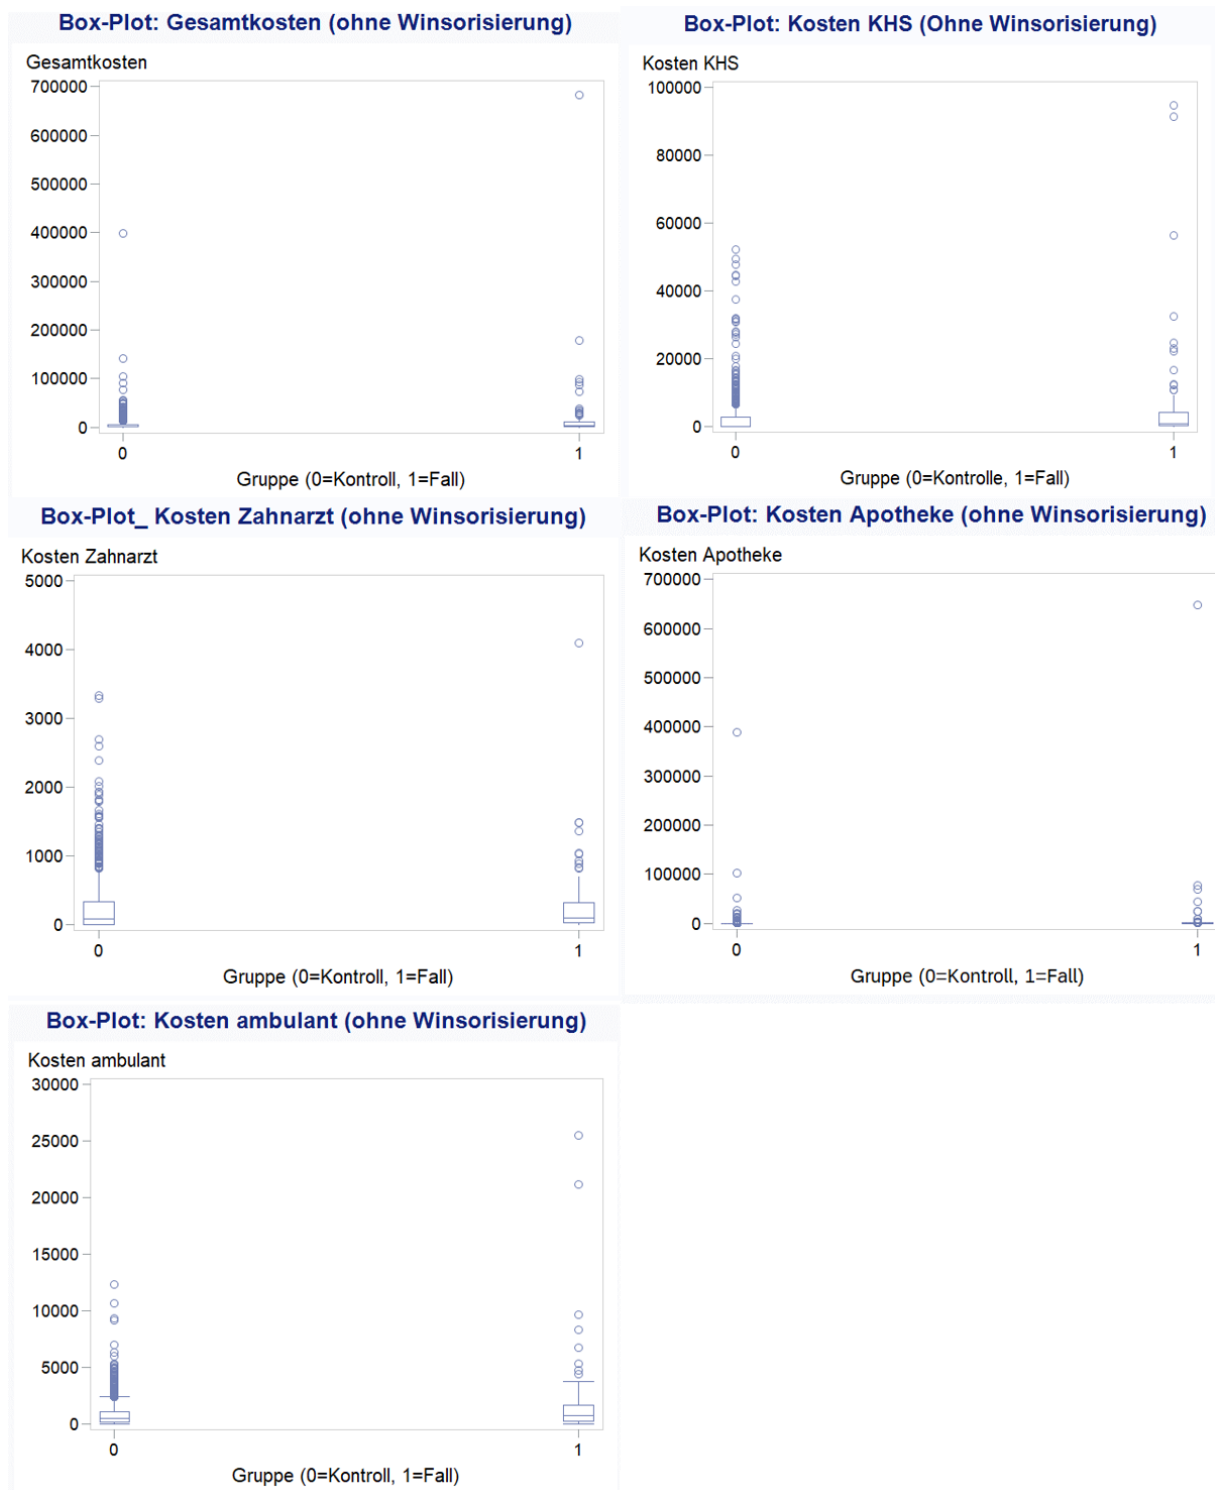 Box-Plot: Gesamtkosten (ohne Winsorisierung)
Gesamtkosten
700000
600000
500000
400000
300000
200000
100000
0
0 1
Gruppe (0=Kontroll, 1=Fall)
Box-Plot: Kosten KHS (Ohne Winsorisierung)
Kosten KHS
100000
80000
60000
40000
20000
0
0 1
Gruppe (0=Kontrolle, 1=Fall)
Box-Plot_ Kosten Zahnarzt (ohne Winsorisierung)
Kosten Zahnarzt
5000
4000
3000
2000
1000
0
0 1
Gruppe (0=Kontroll, 1=Fall)
Box-Plot: Kosten Apotheke (ohne Winsorisierung)
Kosten Apotheke
700000
600000
500000
400000
300000
200000
100000
0
0 1
Gruppe (0=Kontroll, 1=Fall)
Box-Plot: Kosten ambulant (ohne Winsorisierung)
Kosten ambulant
30000
25000
20000
15000
10000
5000
0
0 1
Gruppe (0=Kontroll, 1=Fall)